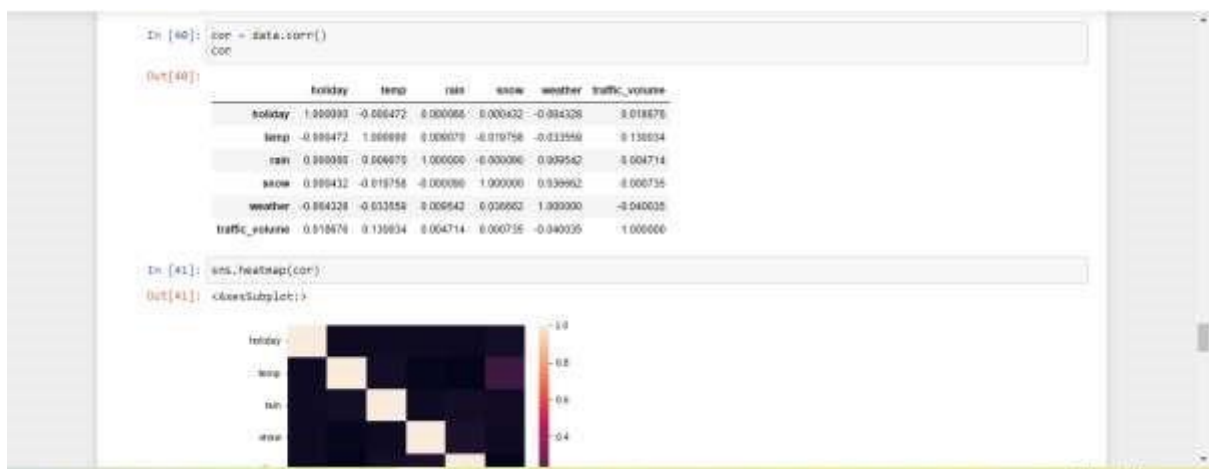 In [40]: cor = data.corr()
cor
Out[40]:
holiday temp rain snow weather traffic_volume
holiday 1.000000 -0.000472 0.000066 0.000432 -0.004328 0.018676
temp -0.000472 1.000000 0.009070 -0.019758 -0.033559 0.130034
rain 0.000066 0.009070 1.000000 -0.000090 0.009542 0.004714
snow 0.000432 -0.019758 -0.000090 1.000000 0.036662 0.000735
weather -0.004328 -0.033559 0.009542 0.036662 1.000000 -0.040035
traffic_volume 0.018676 0.130034 0.004714 0.000735 -0.040035 1.000000
In [41]: sns.heatmap(cor)
Out[41]: <AxesSubplot:>
1.0
holiday
0.8
temp
rain
0.6
snow
0.4